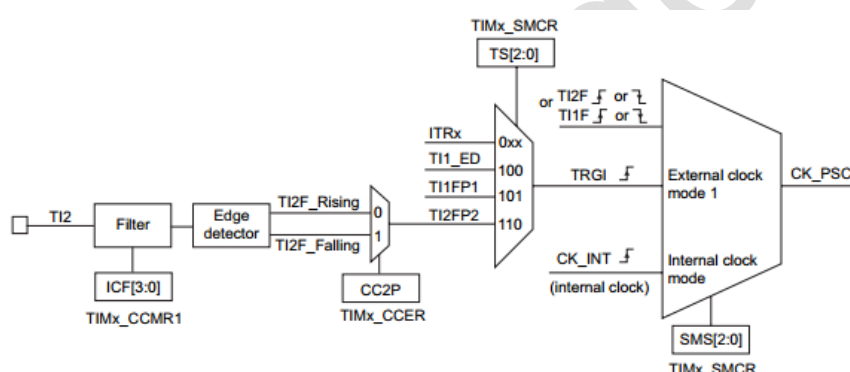 TIMx_SMCR
TS[2:0]
or TI2F or
TI1F or
ITRx
0xx
TI1_ED
100
TI1FP1
101
TI2FP2
110
TRGI
External clock
mode 1
CK_PSC
TI2
Filter
Edge
detector
TI2F_Rising
0
TI2F_Falling
1
CK_INT
(internal clock)
Internal clock
mode
ICF[3:0]
TIMx_CCMR1
CC2P
TIMx_CCER
SMS[2:0]
TIMx_SMCR